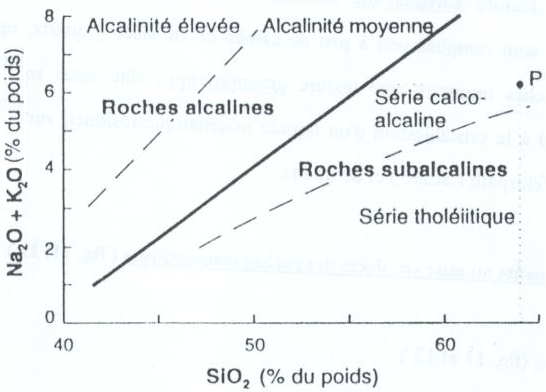 Alcalinité élevée
Alcalinité moyenne
Roches alcalines
Série calco-
alcaline
P
Roches subalcalines
Série tholéiitique
Na2O + K2O (% du poids)
8
6
4
2
0
40
50
60
SiO2 (% du poids)